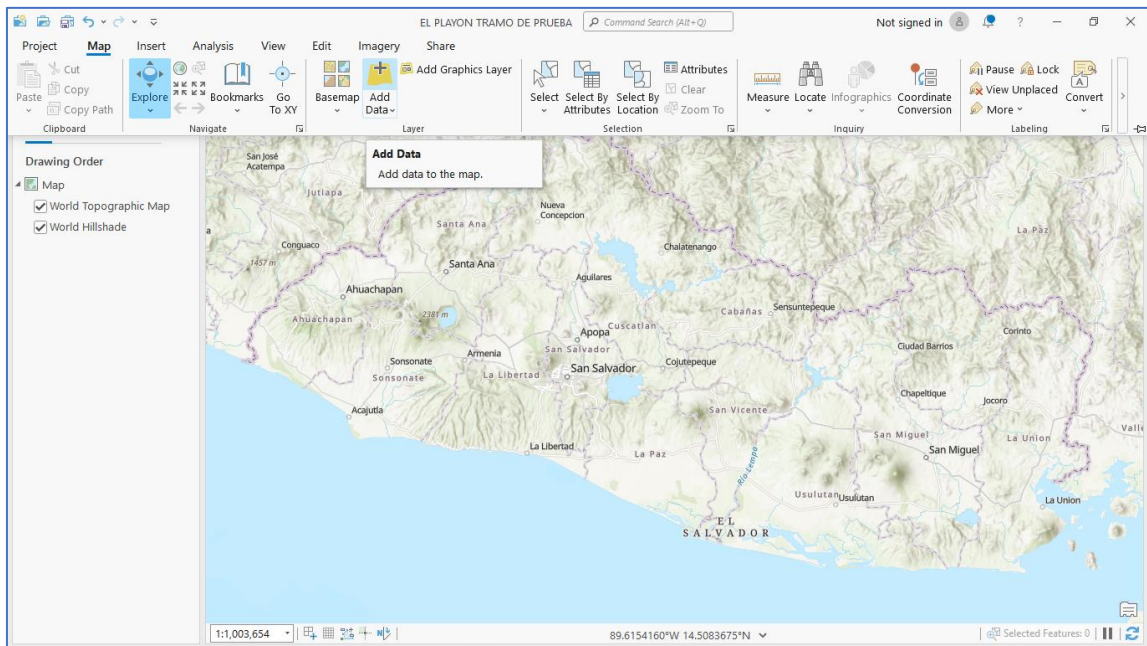 EL PLAYON TRAMO DE PRUEBA
Command Search (Alt+Q)
Not signed in
?
Project Map Insert Analysis View Edit Imagery Share
Paste
Cut
Copy
Copy Path
Clipboard
Explore
Bookmarks
Go
To XY
Navigate
Basemap
Add
Data
Add Graphics Layer
Layer
Select
Select By
Attributes
Select By
Location
Attributes
Clear
Zoom To
Selection
Measure
Locate
Infographics
Coordinate
Conversion
Inquiry
Pause
Lock
View Unplaced
More
Convert
Labeling
Add Data
Add data to the map.
Drawing Order
Map
World Topographic Map
World Hillshade
San José
Acatempa
Jutiapa
Nueva
Concepcion
Santa Ana
La Paz
a
Conguaco
Chalatenango
1457 m
Santa Ana
Aguilares
Ahuachapan
Sensuntepeque
Cabañas
2381 m
Ahuachapan
Cuscatlan
Apopa
Corinto
San Salvador
Ciudad Barrios
Armenia
Sonsonate
Cojutepeque
La Libertad
San Salvador
Sonsonate
Chapeltique
Jocoro
Acajutla
San Vicente
Valle
San Miguel
La Union
La Libertad
La Paz
San Miguel
Río Lempa
Usulutan
Usulutan
La Union
EL
SALVADOR
1:1,003,654
89.6154160°W 14.5083675°N
Selected Features: 0